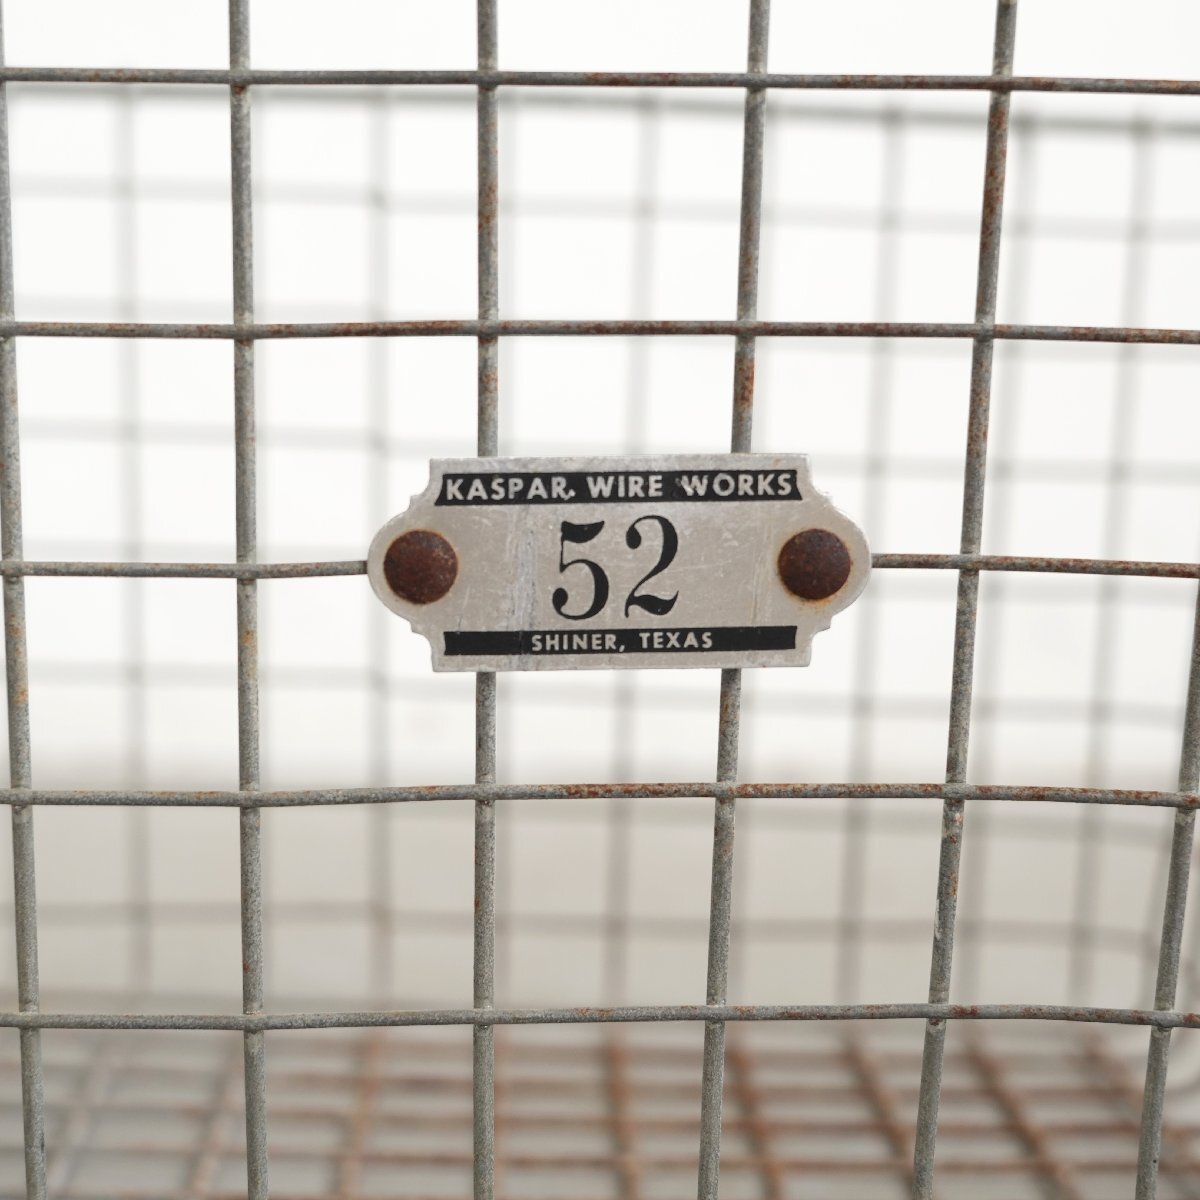 KASPAR WIRE WORKS
52
SHINER, TEXAS